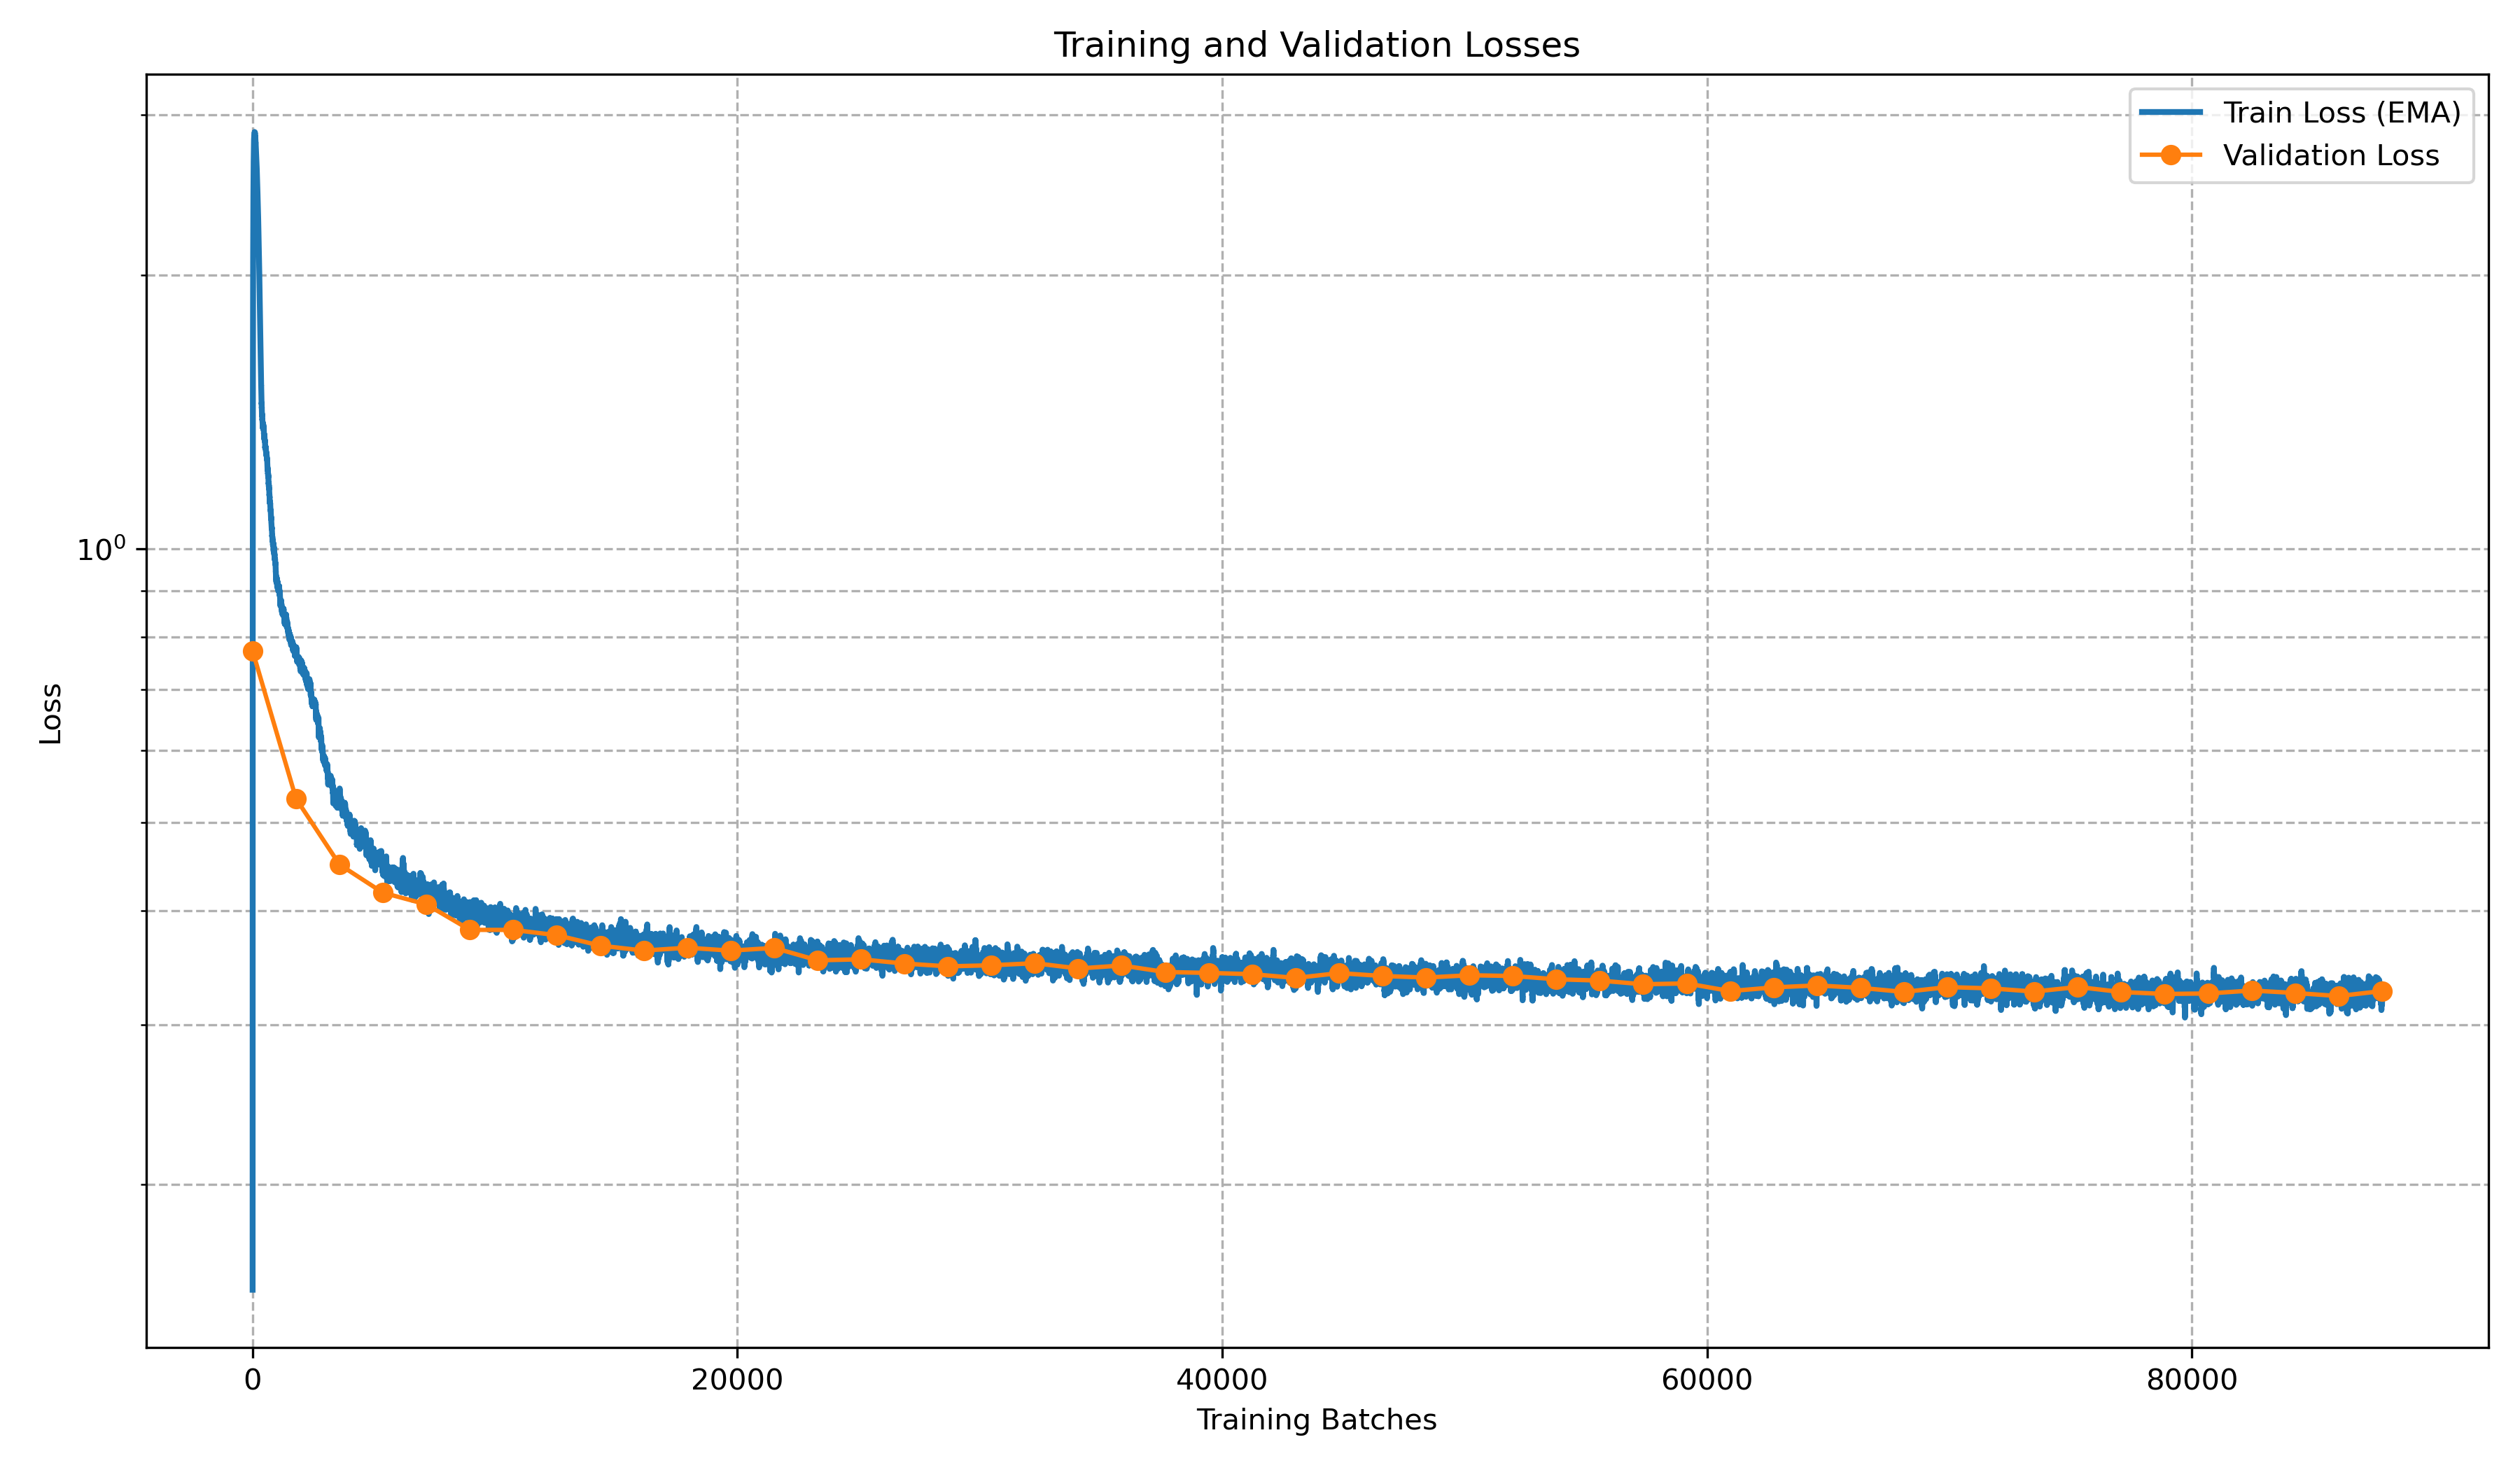 Training and Validation Losses
Train Loss (EMA)
Validation Loss
10⁰
Loss
0
20000
40000
60000
80000
Training Batches